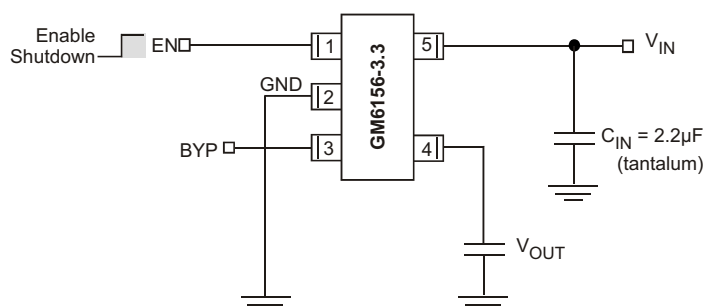 Enable
Shutdown
EN
1
5
V_IN
GND
2
GM6156-3.3
BYP
3
4
C_IN = 2.2µF
(tantalum)
V_OUT